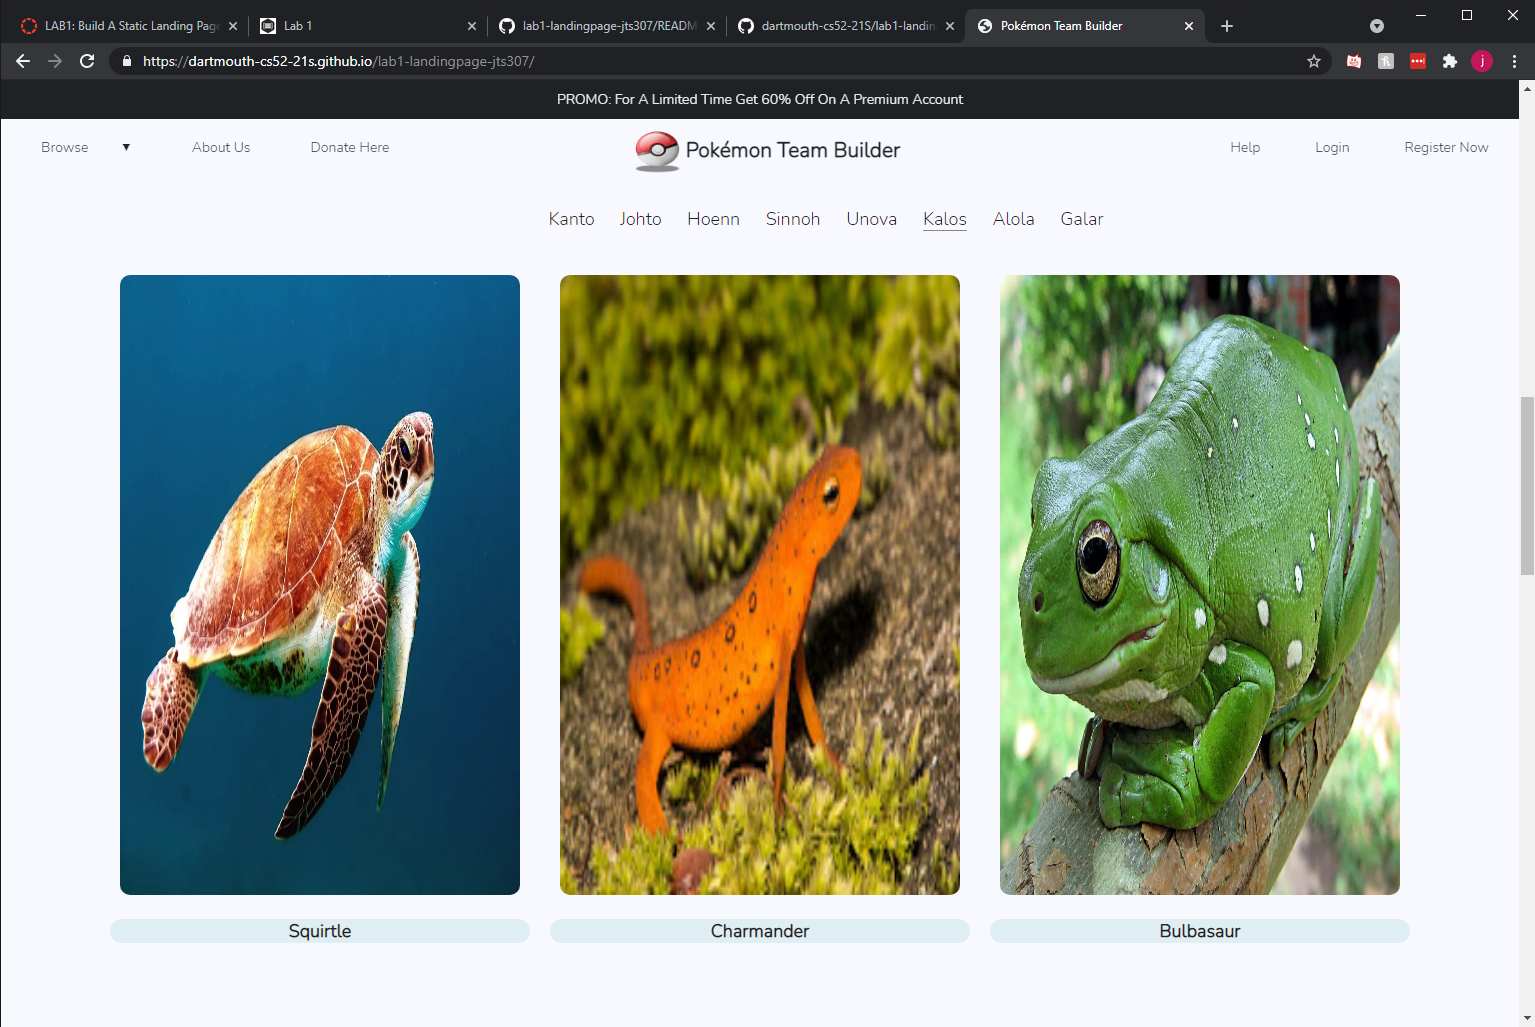 LAB1: Build A Static Landing Page
Lab 1
lab1-landingpage-jts307/README
dartmouth-cs52-21S/lab1-landin
Pokémon Team Builder
https://dartmouth-cs52-21s.github.io/lab1-landingpage-jts307/
j
PROMO: For A Limited Time Get 60% Off On A Premium Account
Browse ▼ About Us Donate Here Pokémon Team Builder Help Login Register Now
Kanto Johto Hoenn Sinnoh Unova Kalos Alola Galar
Squirtle Charmander Bulbasaur